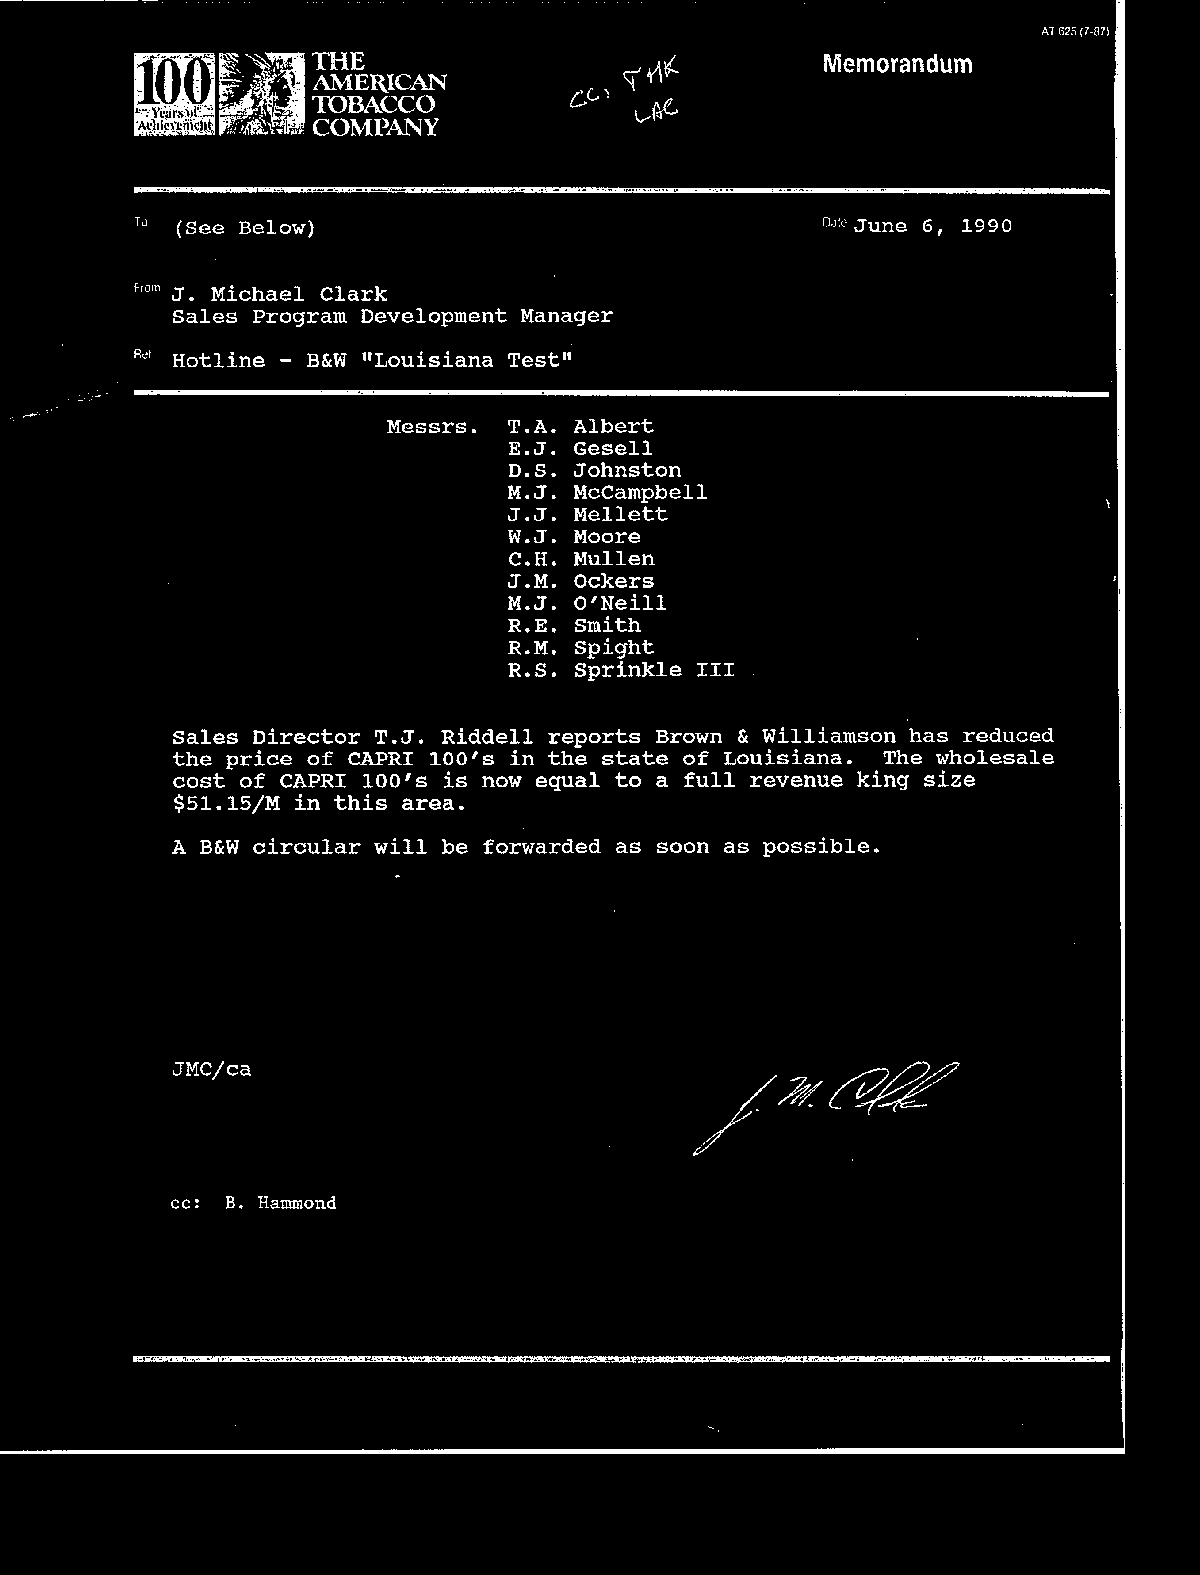 AT 625 (7-87)
100
Years of
Achievement
THE
AMERICAN
TOBACCO
COMPANY
cc: THK
LAC
Memorandum
To (See Below)
Date June 6, 1990
From J. Michael Clark
Sales Program Development Manager
Re: Hotline - B&W "Louisiana Test"
Messrs. T.A. Albert
E.J. Gesell
D.S. Johnston
M.J. McCampbell
J.J. Mellett
W.J. Moore
C.H. Mullen
J.M. Ockers
M.J. O'Neill
R.E. Smith
R.M. Spight
R.S. Sprinkle III
Sales Director T.J. Riddell reports Brown & Williamson has reduced
the price of CAPRI 100's in the state of Louisiana. The wholesale
cost of CAPRI 100's is now equal to a full revenue king size
$51.15/M in this area.
A B&W circular will be forwarded as soon as possible.
JMC/ca
J. M. Clark
cc: B. Hammond